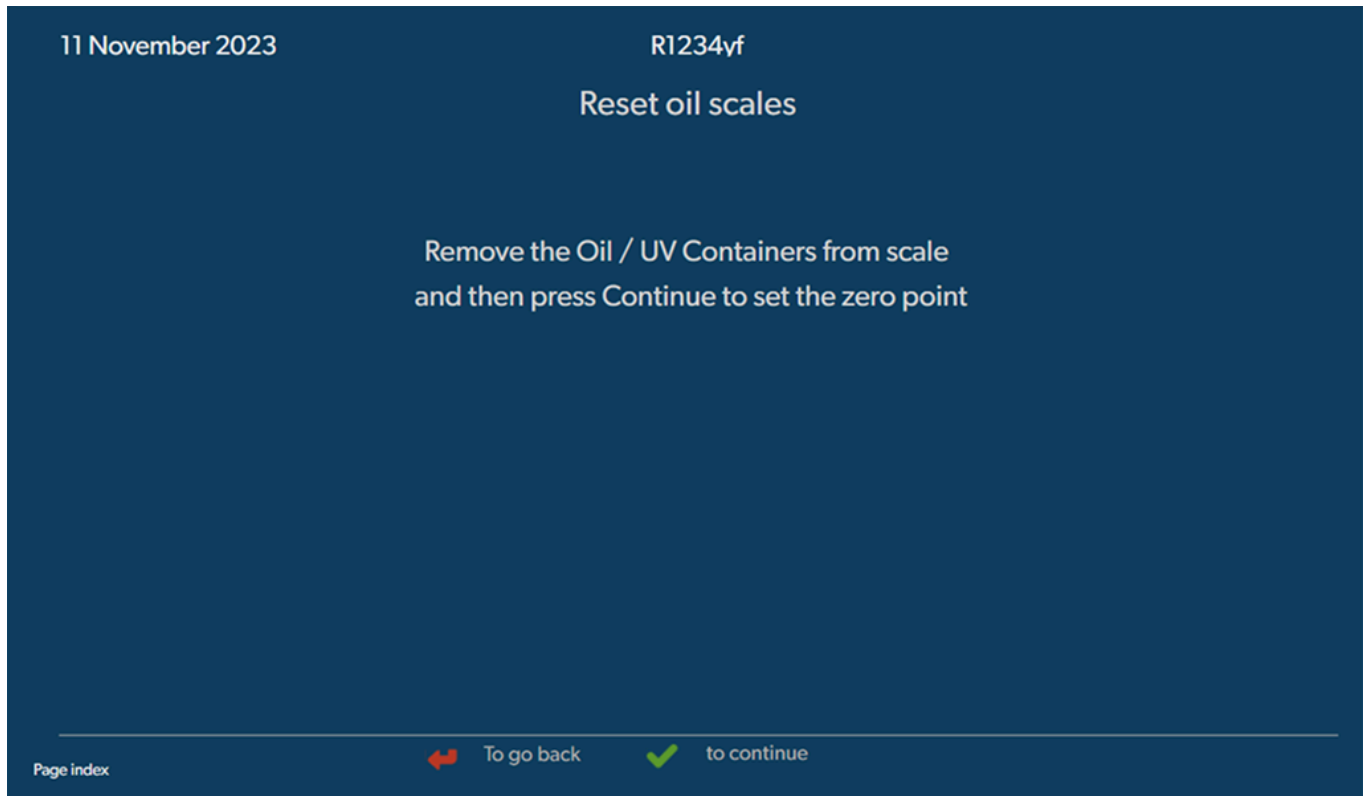 11 November 2023
R1234yf
Reset oil scales
Remove the Oil / UV Containers from scale
and then press Continue to set the zero point
To go back
to continue
Page index